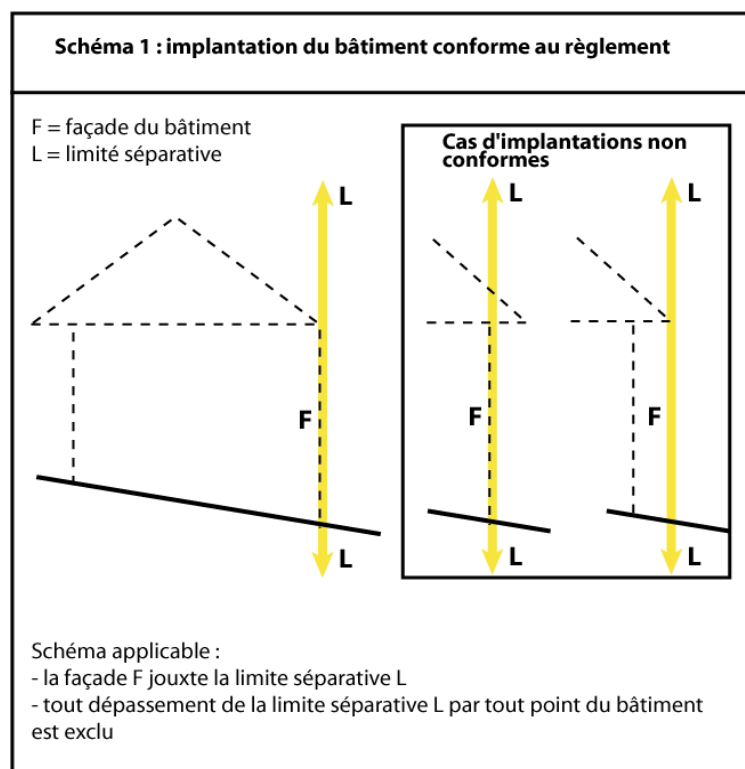 Schéma 1 : implantation du bâtiment conforme au règlement
F = façade du bâtiment
L = limité séparative
Cas d'implantations non
conformes
L
L
L
F
F
F
L
L
L
Schéma applicable :
- la façade F jouxte la limite séparative L
- tout dépassement de la limite séparative L par tout point du bâtiment
est exclu